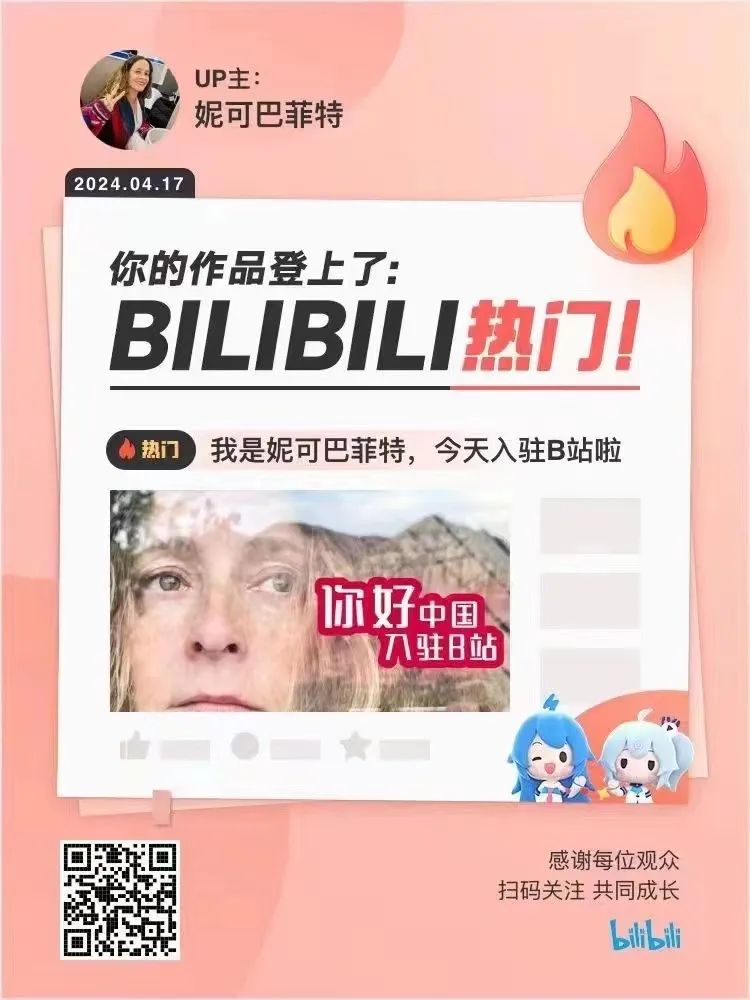 UP主：
妮可巴菲特
2024.04.17
你的作品登上了：
BILIBILI热门！
热门
我是妮可巴菲特，今天入驻B站啦
你好中国
入驻B站
感谢每位观众
扫码关注 共同成长
bilibili